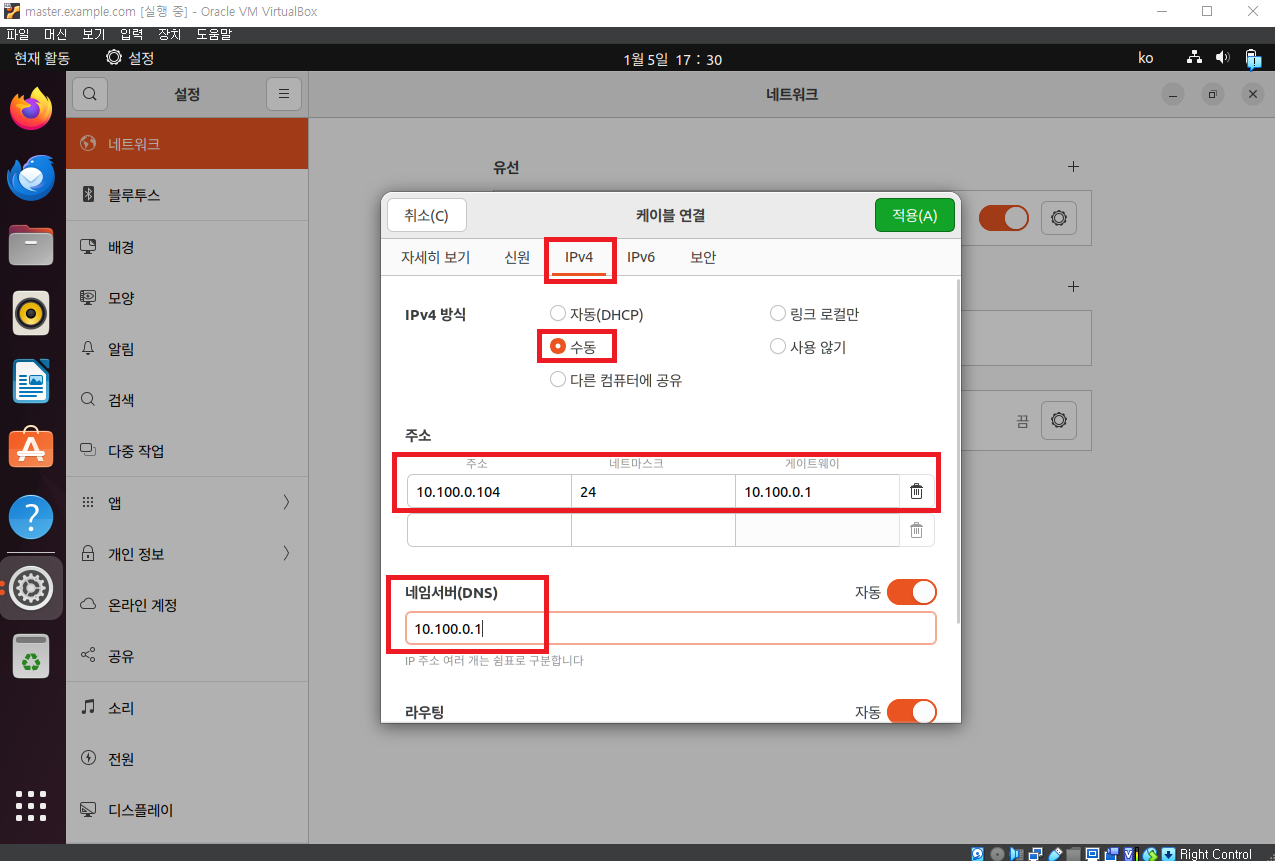 master.example.com [실행 중] - Oracle VM VirtualBox
파일 머신 보기 입력 장치 도움말
현재 활동 설정 1월 5일 17 : 30 ko
설정 네트워크
네트워크
블루투스
배경
모양
알림
검색
다중 작업
앱
개인 정보
온라인 계정
공유
소리
전원
디스플레이
유선
끔
취소(C) 케이블 연결 적용(A)
자세히 보기 신원 IPv4 IPv6 보안
IPv4 방식 자동(DHCP) 링크 로컬만
수동 사용 않기
다른 컴퓨터에 공유
주소
주소 네트마스크 게이트웨이
10.100.0.104 24 10.100.0.1
네임서버(DNS) 자동
10.100.0.1
IP 주소 여러 개는 쉼표로 구분합니다
라우팅 자동
Right Control